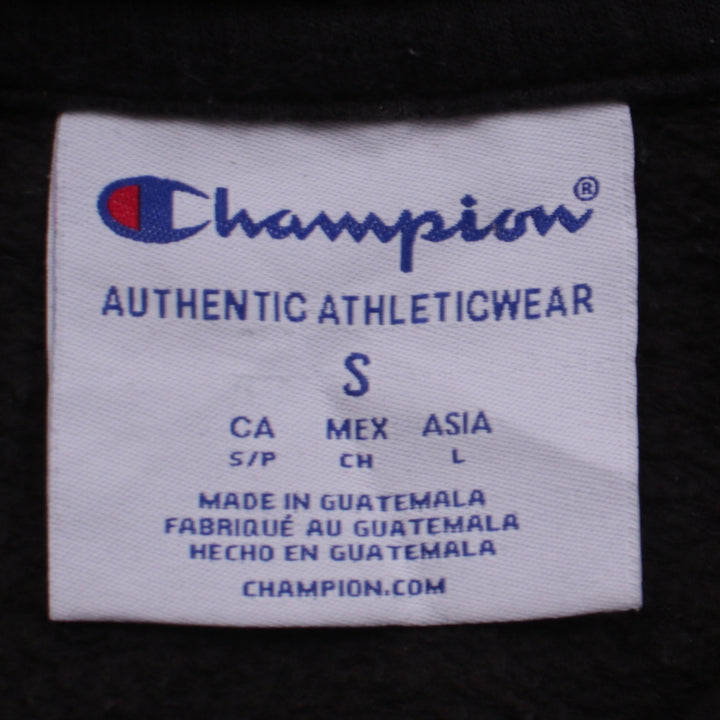 Champion®
AUTHENTIC ATHLETICWEAR
S
CA MEX ASIA
S/P CH L
MADE IN GUATEMALA
FABRIQUÉ AU GUATEMALA
HECHO EN GUATEMALA
CHAMPION.COM